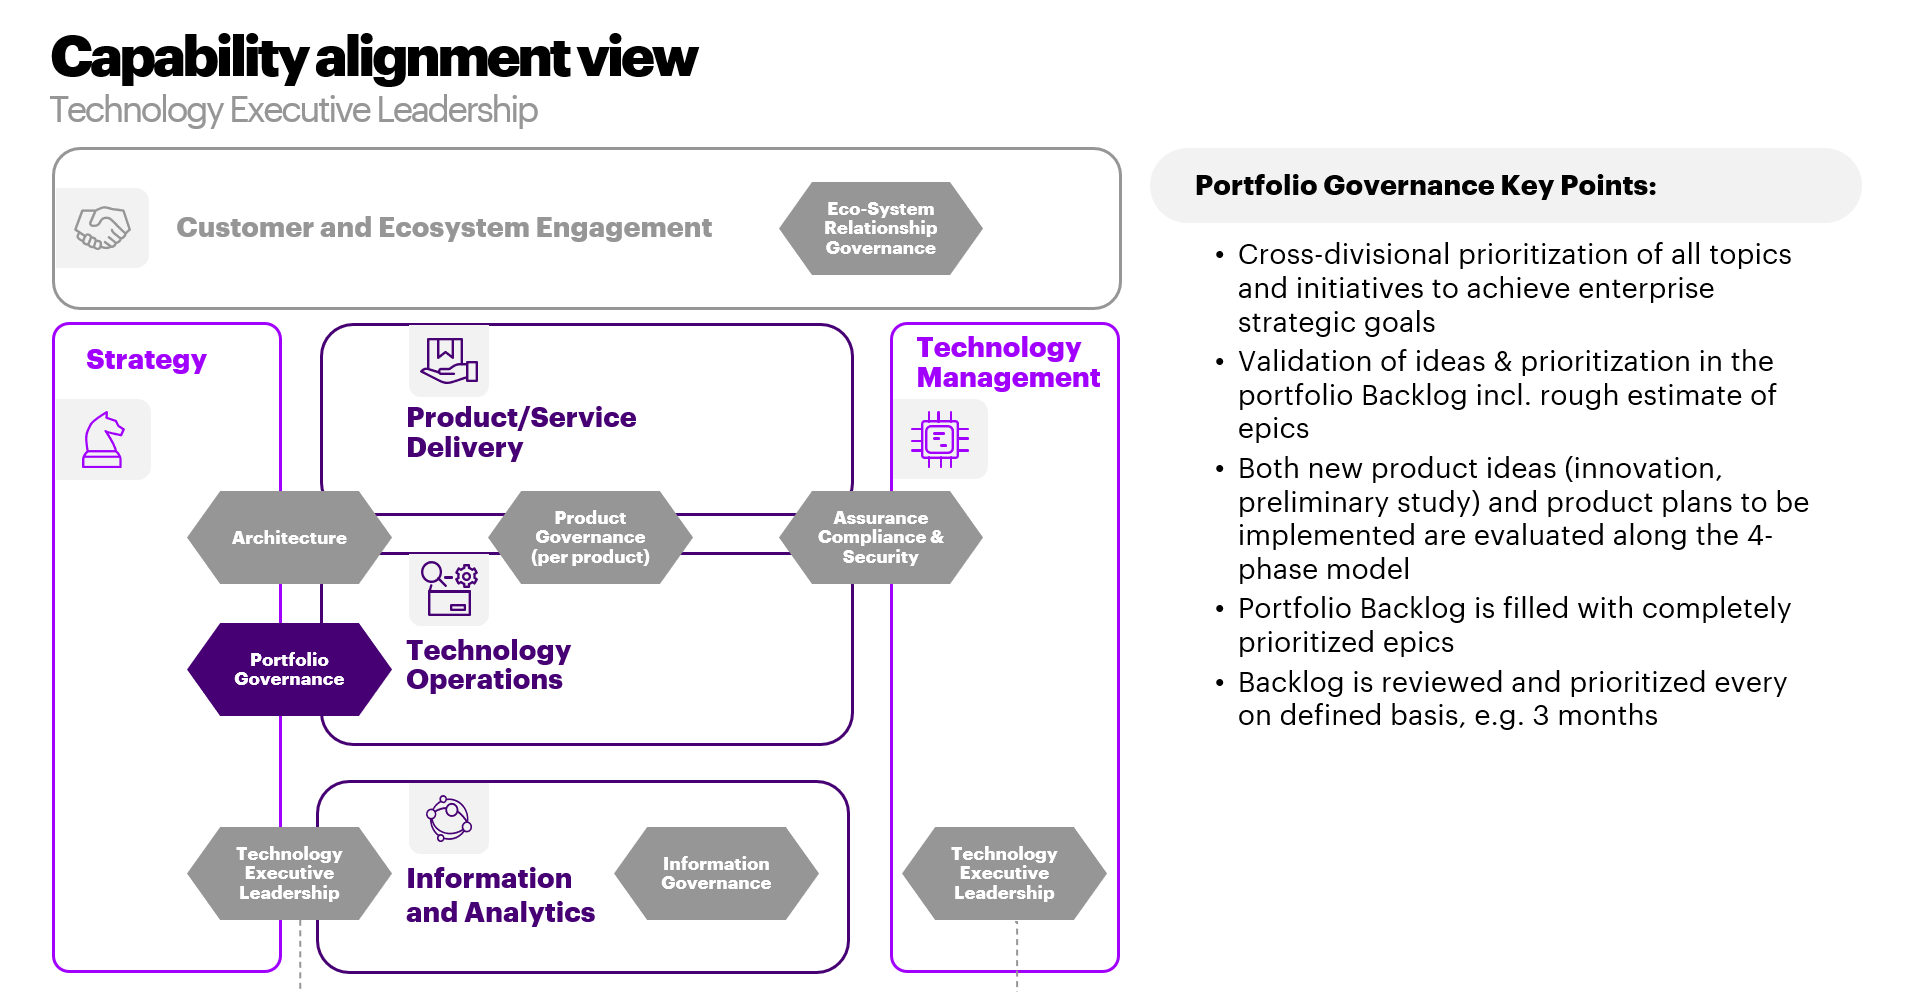 Capability alignment view
Technology Executive Leadership
Customer and Ecosystem Engagement
Eco-System
Relationship
Governance
Strategy
Product/Service
Delivery
Technology
Management
Architecture
Product
Governance
(per product)
Assurance
Compliance &
Security
Portfolio
Governance
Technology
Operations
Technology
Executive
Leadership
Information
and Analytics
Information
Governance
Technology
Executive
Leadership
Portfolio Governance Key Points:
• Cross-divisional prioritization of all topics
and initiatives to achieve enterprise
strategic goals
• Validation of ideas & prioritization in the
portfolio Backlog incl. rough estimate of
epics
• Both new product ideas (innovation,
preliminary study) and product plans to be
implemented are evaluated along the 4-
phase model
• Portfolio Backlog is filled with completely
prioritized epics
• Backlog is reviewed and prioritized every
on defined basis, e.g. 3 months